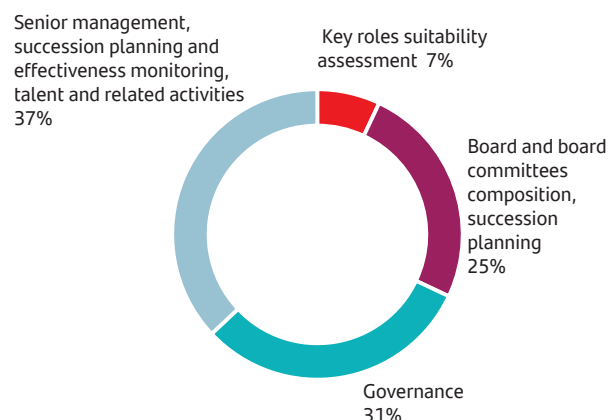 Senior management,
succession planning and
effectiveness monitoring,
talent and related activities
37%
Key roles suitability
assessment 7%
Board and board
committees
composition,
succession
planning
25%
Governance
31%